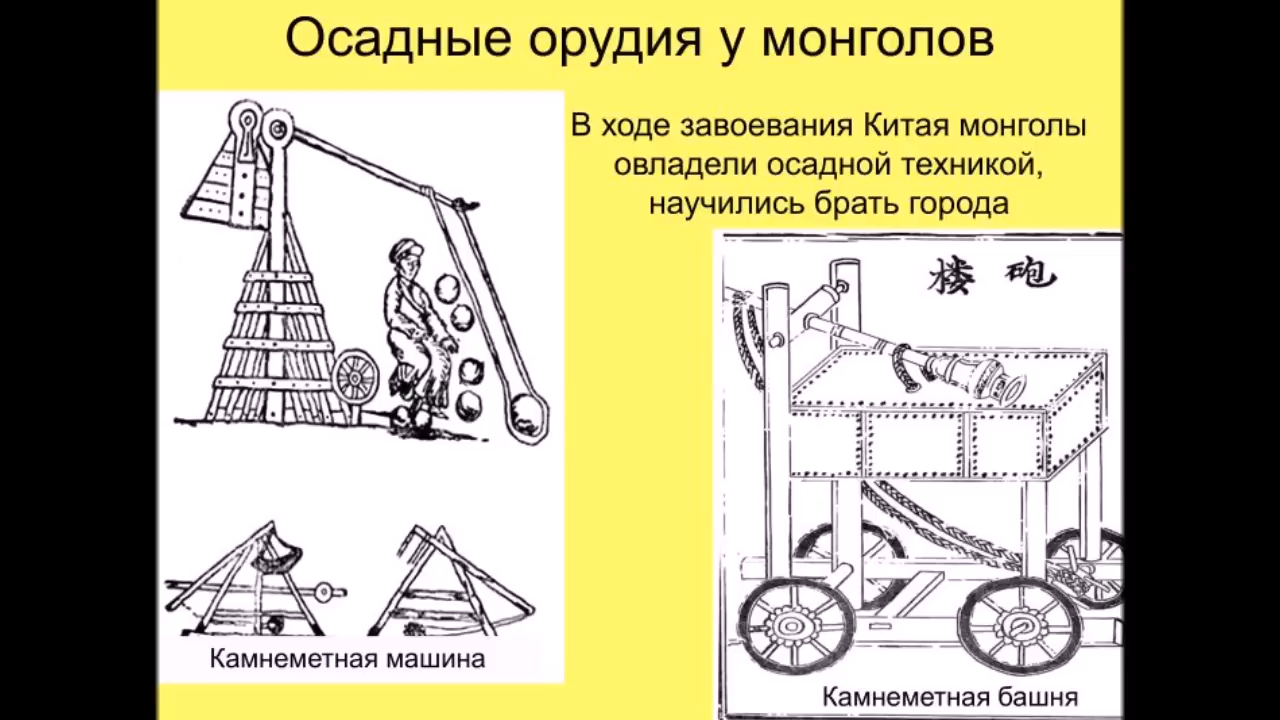 Осадные орудия у монголов
В ходе завоевания Китая монголы
овладели осадной техникой,
научились брать города
楼 砲
Камнеметная машина
Камнеметная башня